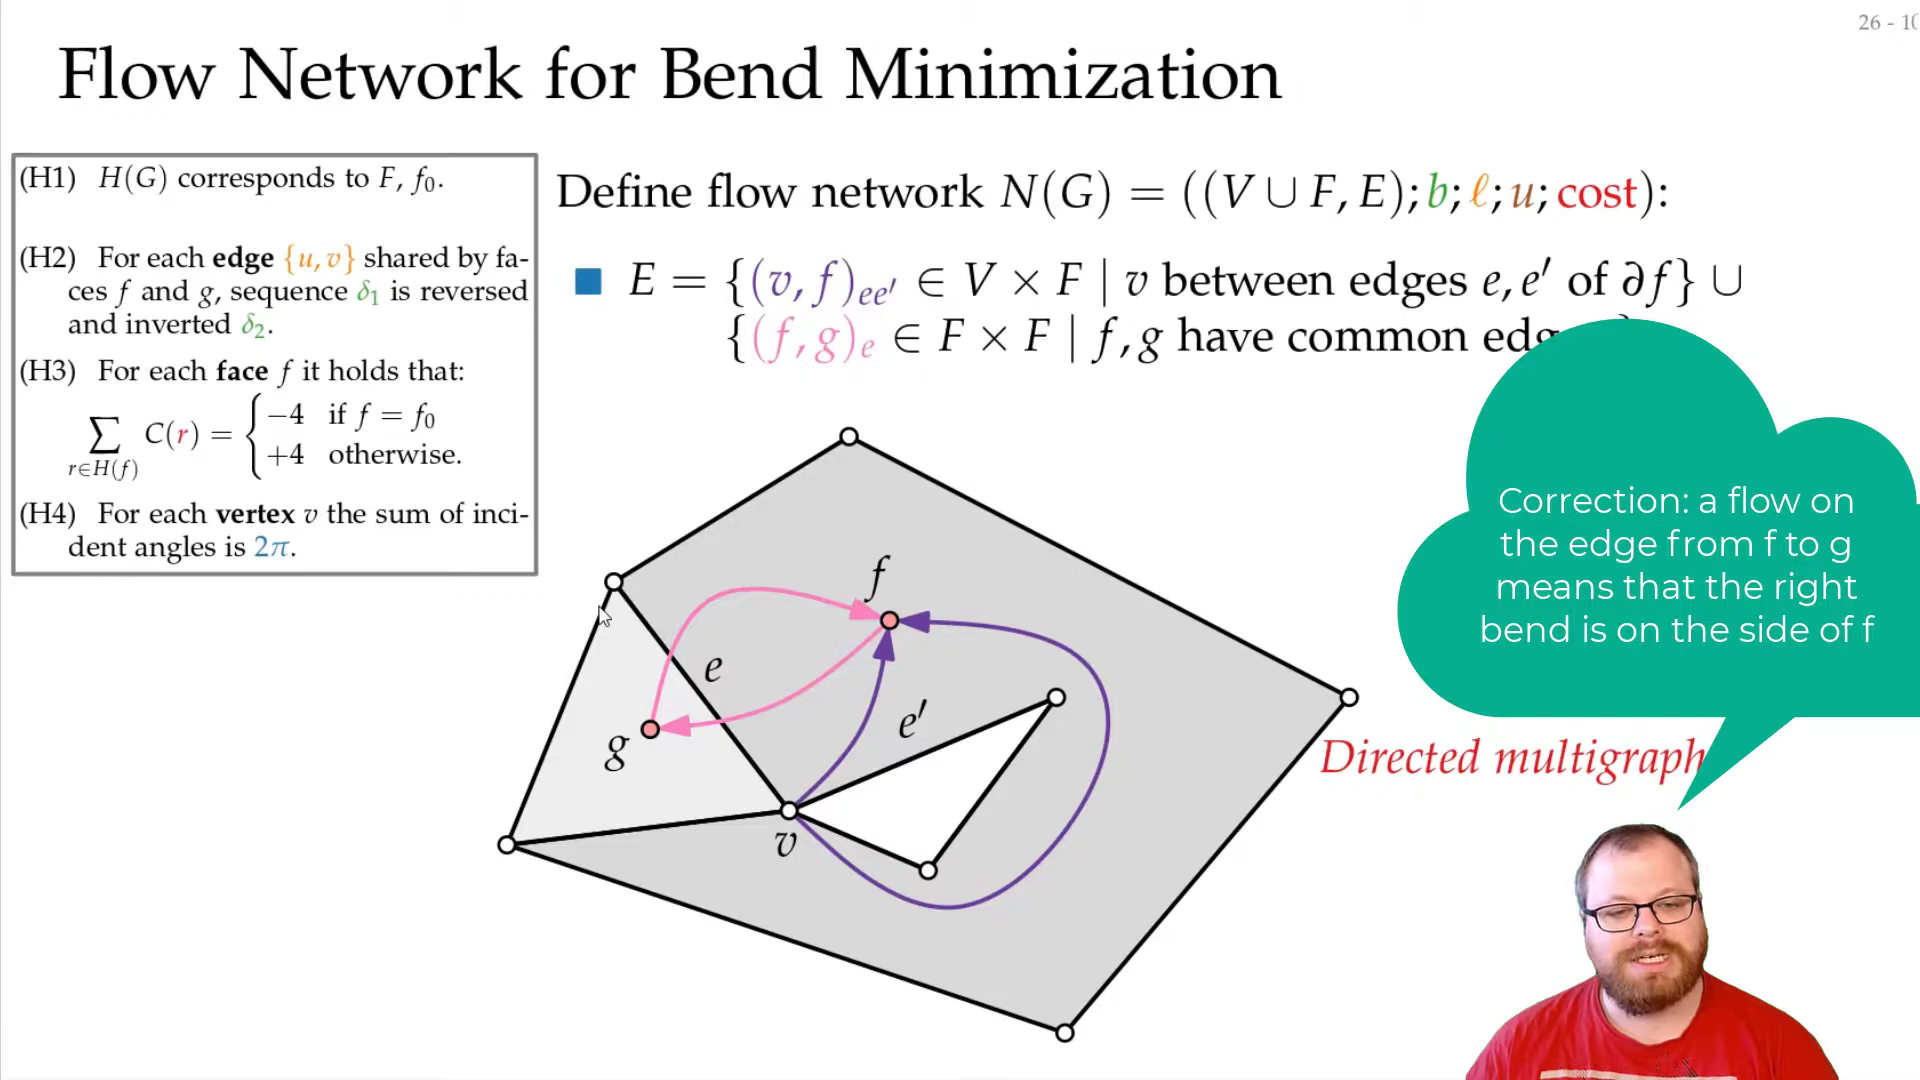 26 - 10
Flow Network for Bend Minimization
(H1) H(G) corresponds to F, f₀.
(H2) For each edge {u, v} shared by fa-
ces f and g, sequence δ₁ is reversed
and inverted δ₂.
(H3) For each face f it holds that:
∑_{r∈H(f)} C(r) = { −4 if f = f₀
+4 otherwise.
(H4) For each vertex v the sum of inci-
dent angles is 2π.
Define flow network N(G) = ((V ∪ F, E); b; ℓ; u; cost):
E = {(v, f)ₑₑ′ ∈ V × F | v between edges e, e′ of ∂f} ∪
{(f, g)ₑ ∈ F × F | f, g have common
Correction: a flow on
the edge from f to g
means that the right
bend is on the side of f
f
e
e′
g
v
Directed multigraph